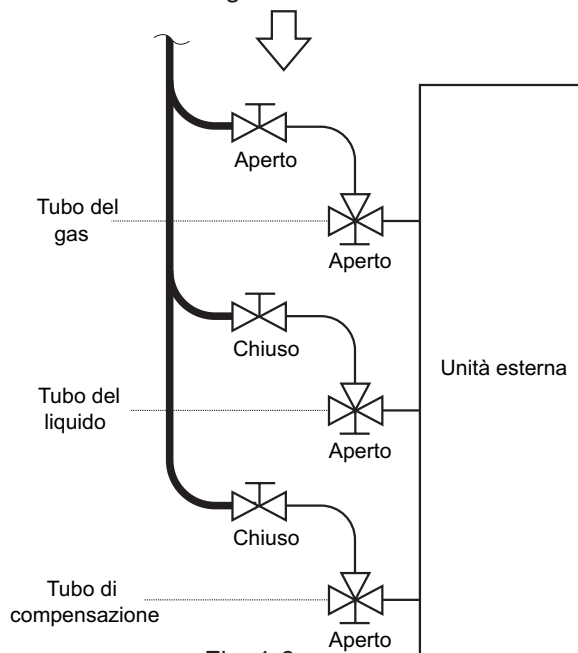 Aperto
Tubo del
gas
Aperto
Chiuso
Unità esterna
Tubo del
liquido
Aperto
Chiuso
Tubo di
compensazione
Aperto